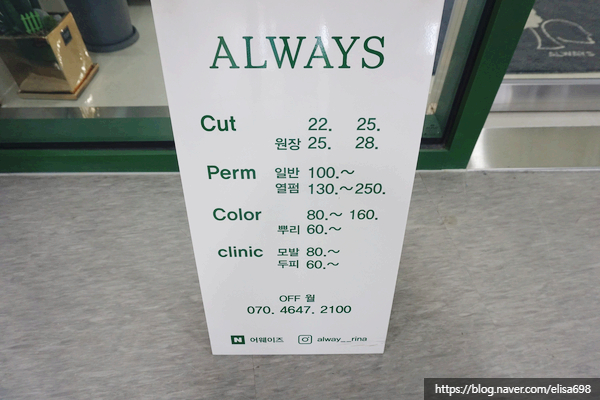 ALWAYS
Cut 22. 25.
원장 25. 28.
Perm 일반 100.~
열펌 130.~250.
Color 80.~ 160.
뿌리 60.~
clinic 모발 80.~
두피 60.~
OFF 월
070. 4647. 2100
N 어웨이즈 alway__rina
https://blog.naver.com/elisa698